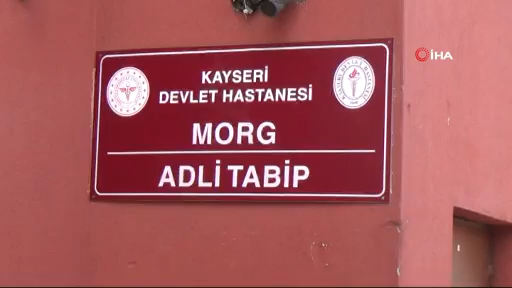 KAYSERİ
DEVLET HASTANESİ
MORG
ADLİ TABİP
İHA